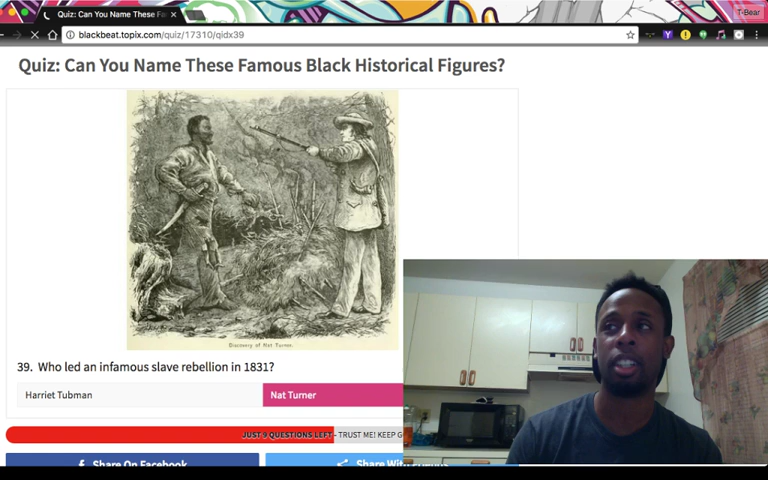 Quiz: Can You Name These Fa
T-Bear
blackbeat.topix.com/quiz/17310/qidx39
Quiz: Can You Name These Famous Black Historical Figures?
Discovery of Nat Turner.
39. Who led an infamous slave rebellion in 1831?
Harriet Tubman
Nat Turner
JUST 9 QUESTIONS LEFT - TRUST ME! KEEP G
Share On Facebook
Share With Friends